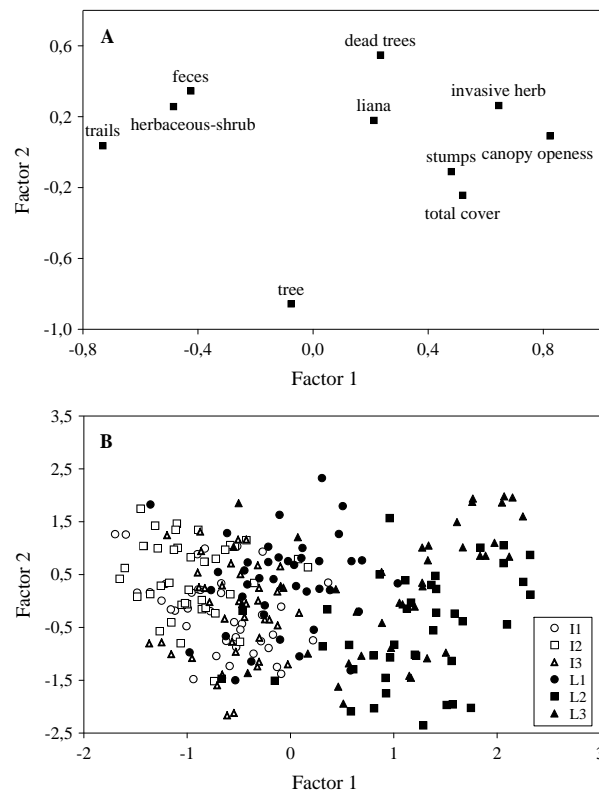 A
0,6
0,2
-0,2
-0,6
-1,0
Factor 2
dead trees
feces
invasive herb
herbaceous-shrub
liana
trails
canopy openess
stumps
total cover
tree
-0,8
-0,4
0,0
0,4
0,8
Factor 1
B
3,5
2,5
1,5
0,5
-0,5
-1,5
-2,5
Factor 2
I1
I2
I3
L1
L2
L3
-2
-1
0
1
2
3
Factor 1